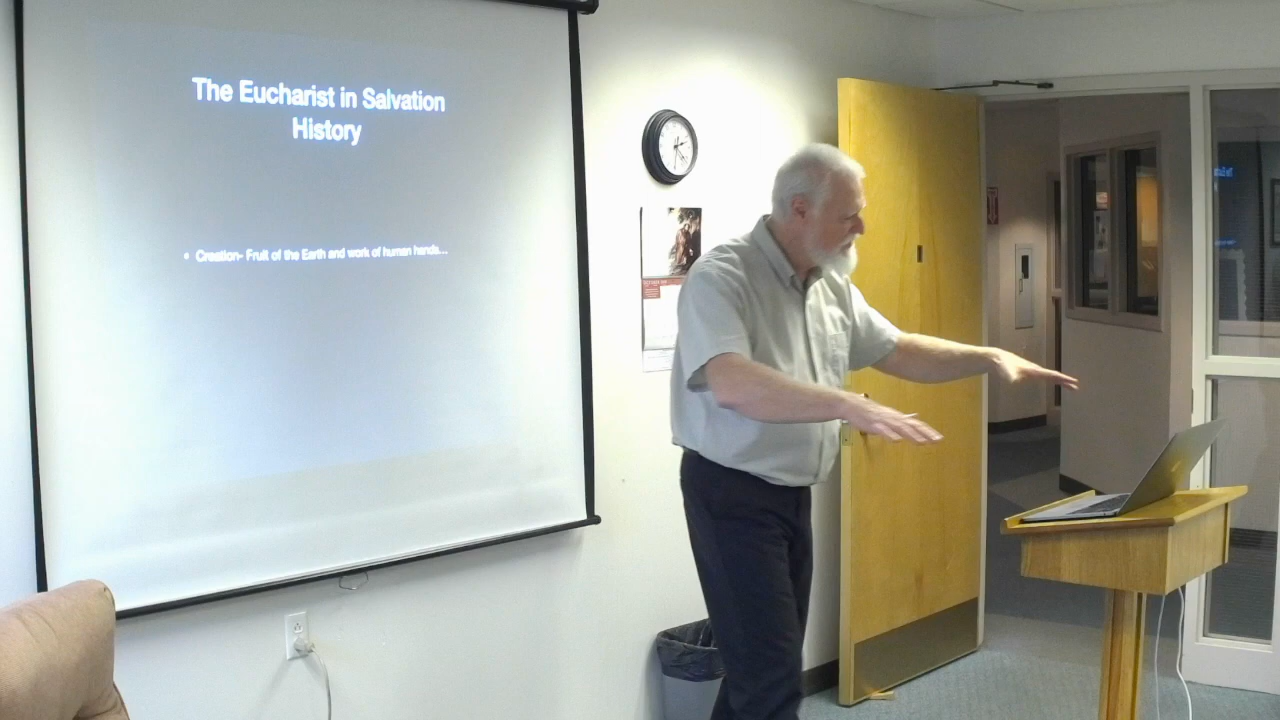 The Eucharist in Salvation
History
• Creation- Fruit of the Earth and work of human hands...